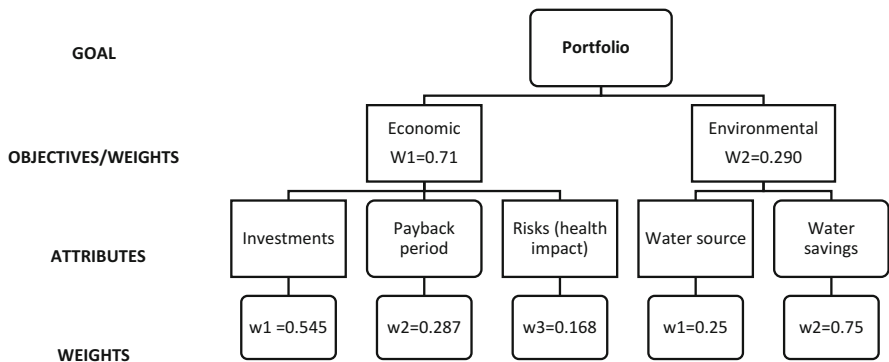 GOAL
Portfolio
OBJECTIVES/WEIGHTS
Economic
W1=0.71
Environmental
W2=0.290
ATTRIBUTES
Investments
Payback
period
Risks (health
impact)
Water source
Water
savings
WEIGHTS
w1 =0.545
w2=0.287
w3=0.168
w1=0.25
w2=0.75